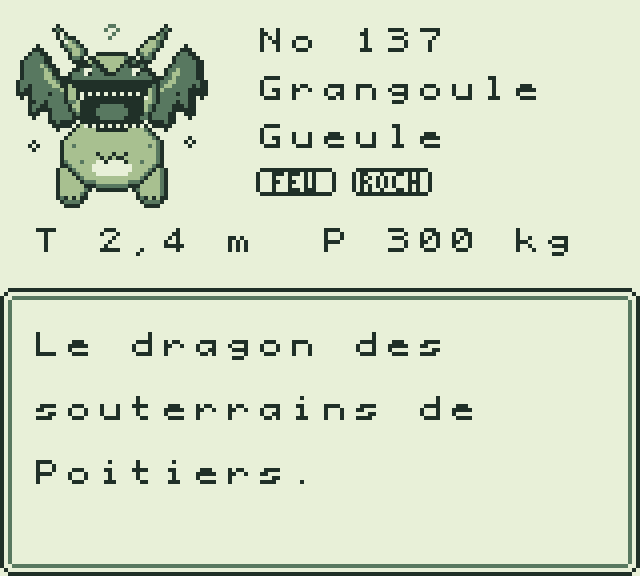 No 137
Grangoule
Gueule
FEU ROCH
T 2,4 m P 300 kg
Le dragon des
souterrains de
Poitiers.